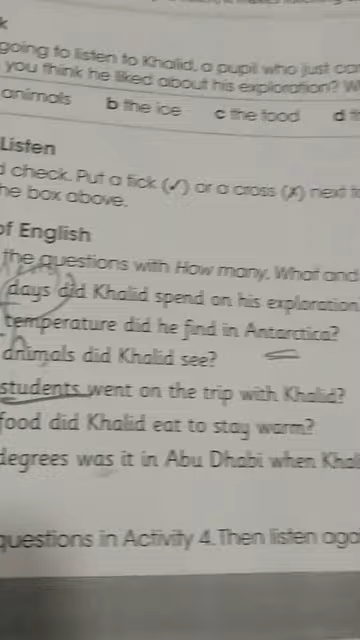 k
going to listen to Khalid, a pupil who just
you think he liked about his exploration?
animals b the ice c the food d
Listen
check. Put a tick (✓) or a cross (✗) next
box above.
of English
the questions with How many, What and
days did Khalid spend on his exploration
temperature did he find in Antarctica?
animals did Khalid see?
students went on the trip with Khalid?
food did Khalid eat to stay warm?
degrees was it in Abu Dhabi when
questions in Activity 4. Then listen